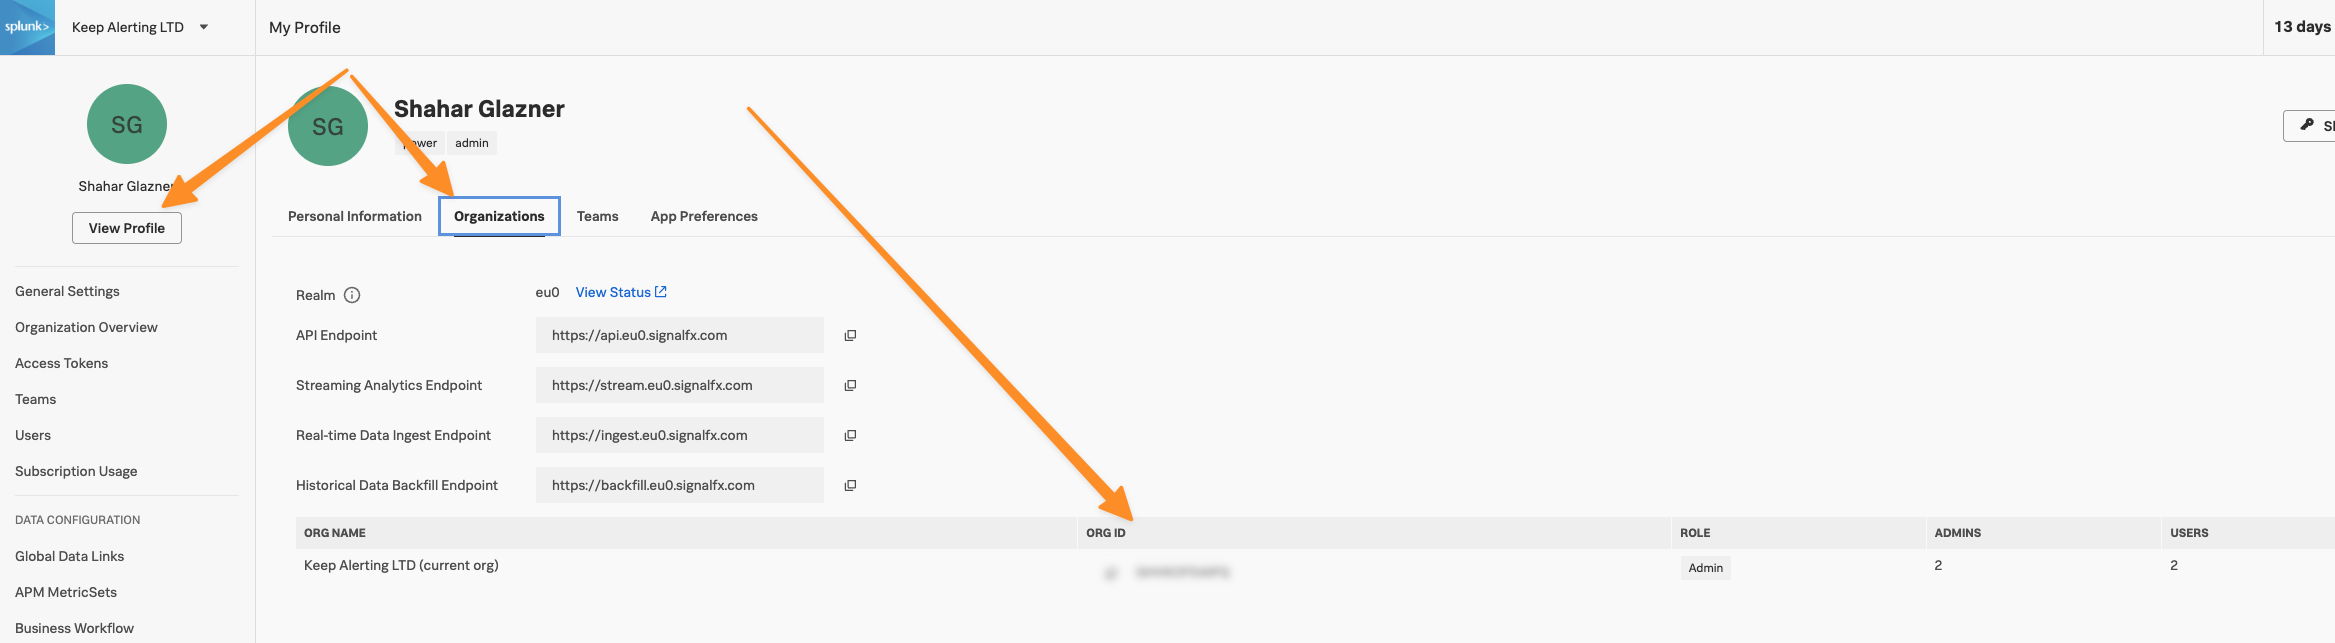 splunk>
Keep Alerting LTD
My Profile
13 days
SG
Shahar Glazner
View Profile
General Settings
Organization Overview
Access Tokens
Teams
Users
Subscription Usage
DATA CONFIGURATION
Global Data Links
APM MetricSets
Business Workflow
SG
Shahar Glazner
power admin
Personal Information Organizations Teams App Preferences
Realm eu0 View Status
API Endpoint https://api.eu0.signalfx.com
Streaming Analytics Endpoint https://stream.eu0.signalfx.com
Real-time Data Ingest Endpoint https://ingest.eu0.signalfx.com
Historical Data Backfill Endpoint https://backfill.eu0.signalfx.com
ORG NAME ORG ID ROLE ADMINS USERS
Keep Alerting LTD (current org) Admin 2 2